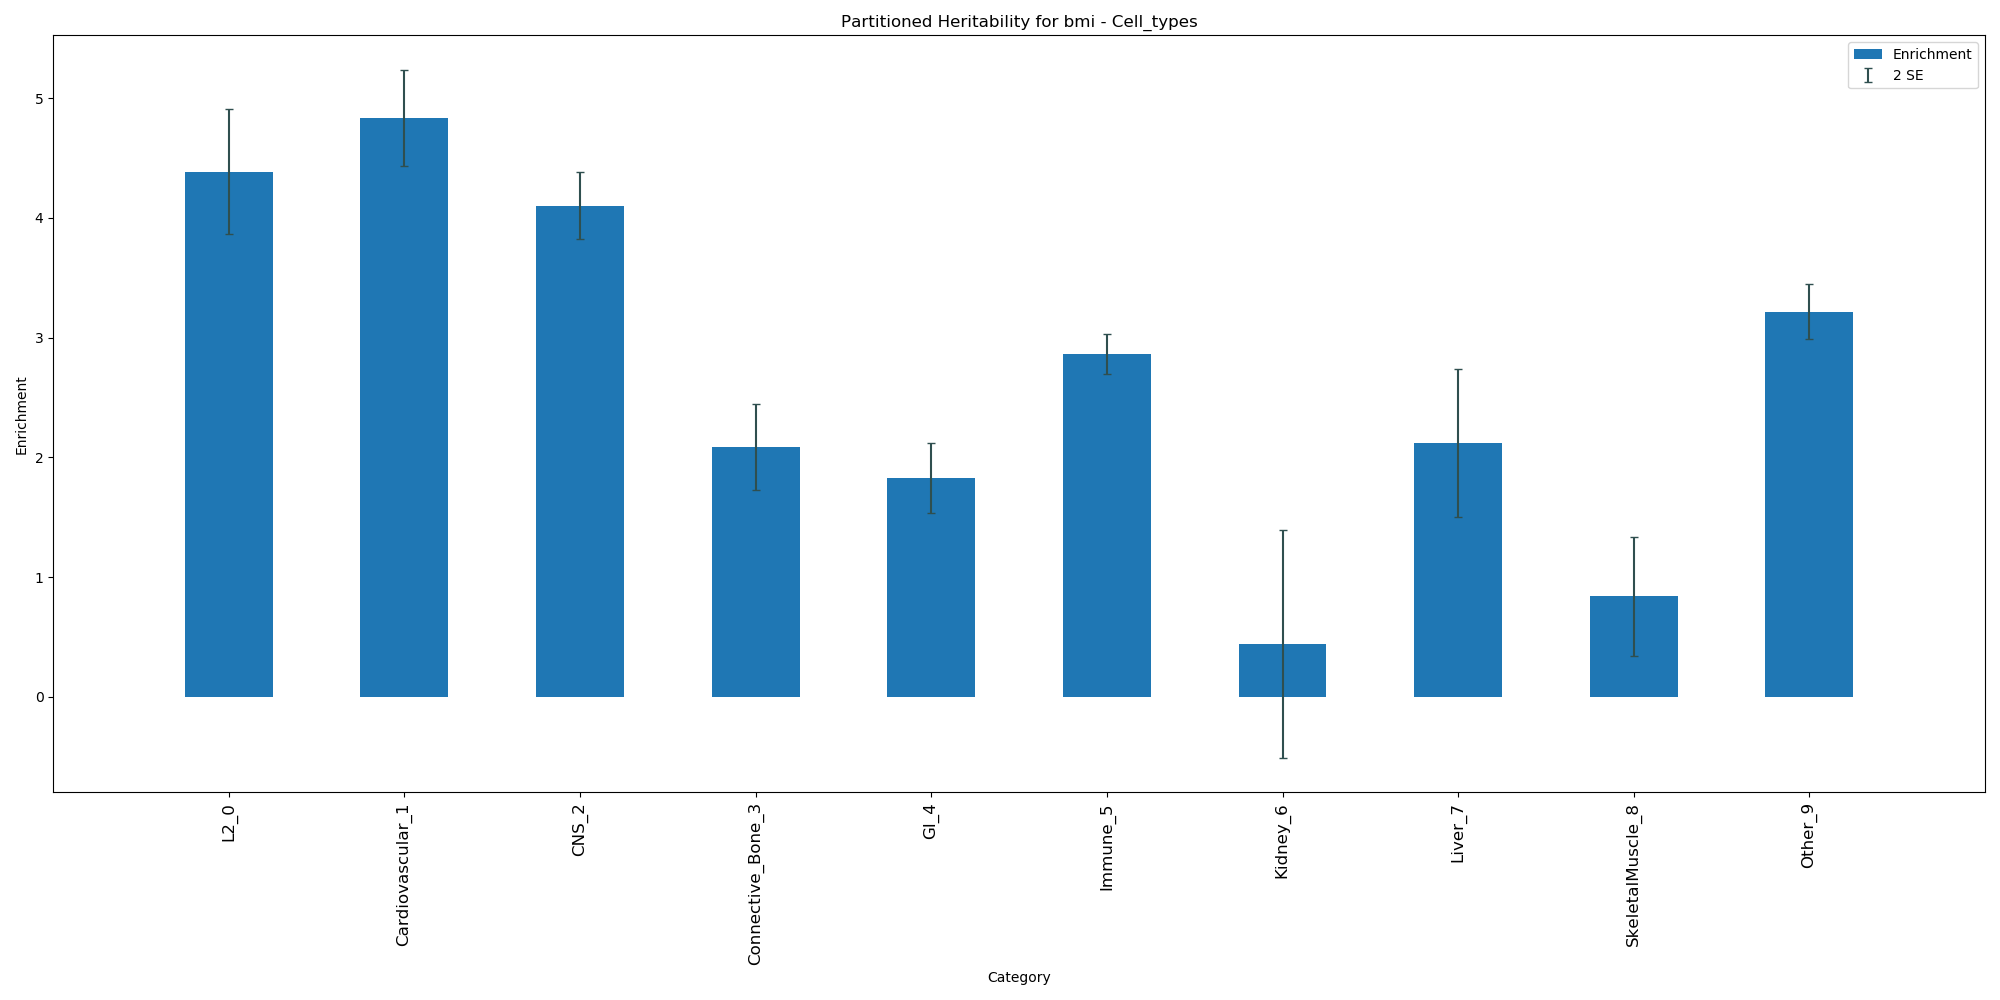 Partitioned Heritability for bmi - Cell_types
Enrichment
2 SE
Enrichment
5
4
3
2
1
0
L2_0
Cardiovascular_1
CNS_2
Connective_Bone_3
GI_4
Immune_5
Kidney_6
Liver_7
SkeletalMuscle_8
Other_9
Category